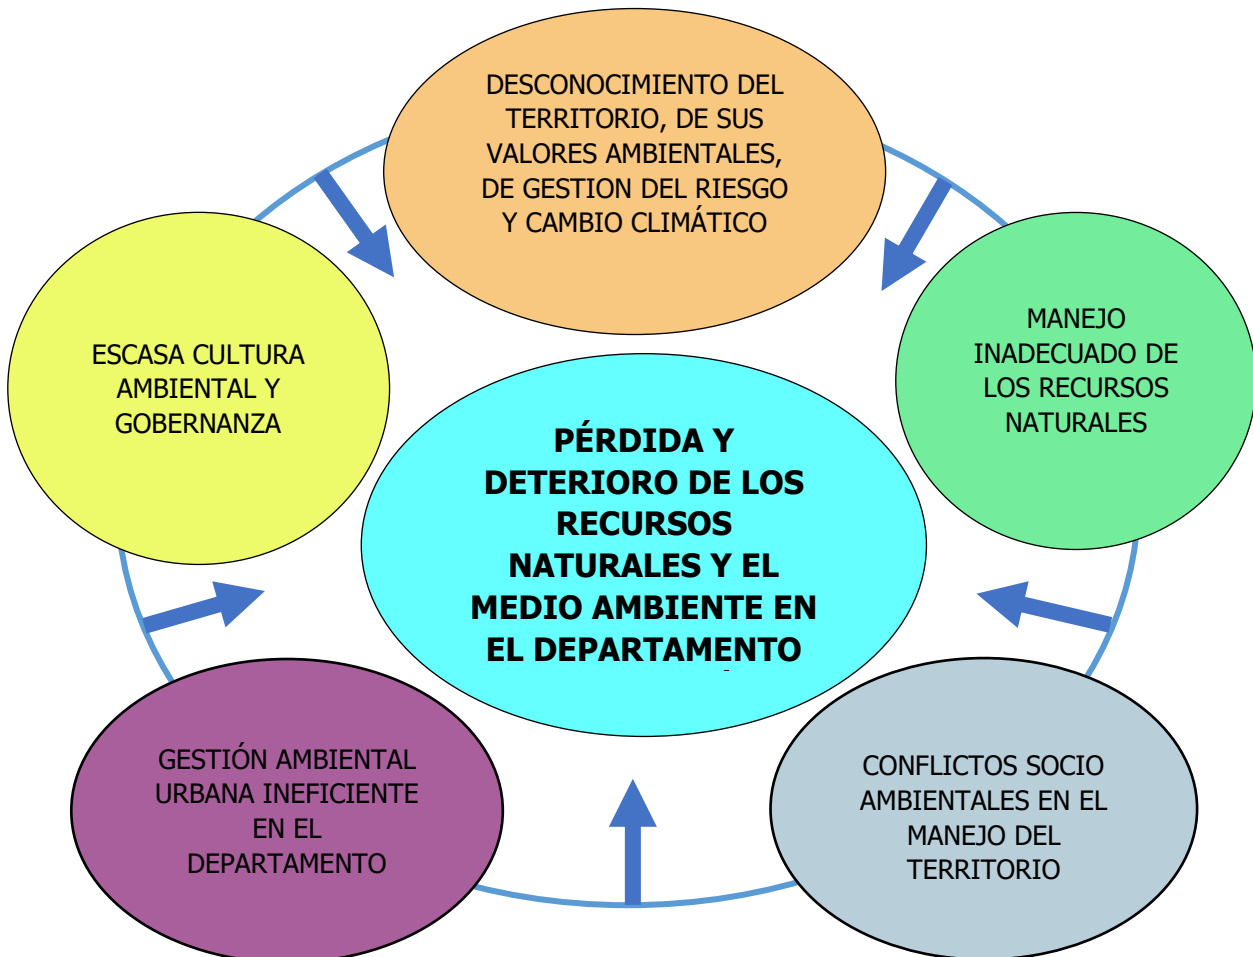 DESCONOCIMIENTO DEL
TERRITORIO, DE SUS
VALORES AMBIENTALES,
DE GESTION DEL RIESGO
Y CAMBIO CLIMÁTICO
ESCASA CULTURA
AMBIENTAL Y
GOBERNANZA
MANEJO
INADECUADO DE
LOS RECURSOS
NATURALES
PÉRDIDA Y
DETERIORO DE LOS
RECURSOS
NATURALES Y EL
MEDIO AMBIENTE EN
EL DEPARTAMENTO
GESTIÓN AMBIENTAL
URBANA INEFICIENTE
EN EL
DEPARTAMENTO
CONFLICTOS SOCIO
AMBIENTALES EN EL
MANEJO DEL
TERRITORIO